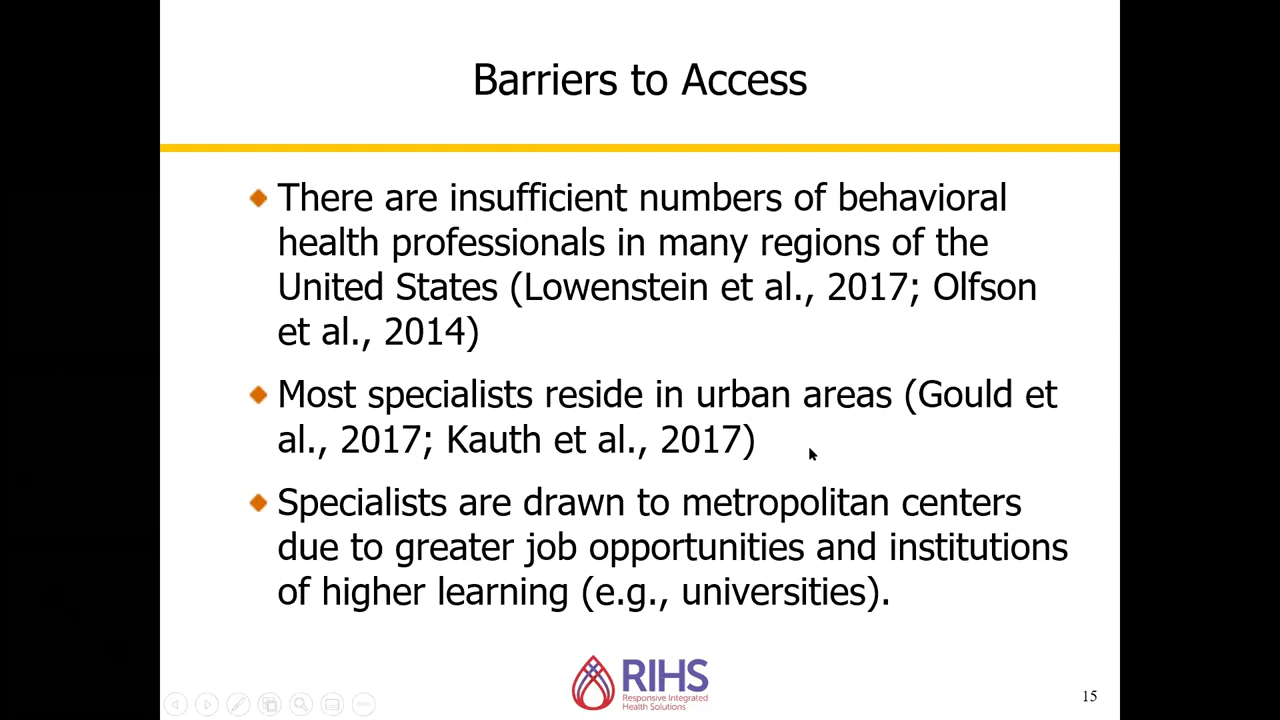 Barriers to Access
There are insufficient numbers of behavioral
health professionals in many regions of the
United States (Lowenstein et al., 2017; Olfson
et al., 2014)
Most specialists reside in urban areas (Gould et
al., 2017; Kauth et al., 2017)
Specialists are drawn to metropolitan centers
due to greater job opportunities and institutions
of higher learning (e.g., universities).
RIHS
Responsive Integrated
Health Solutions
15